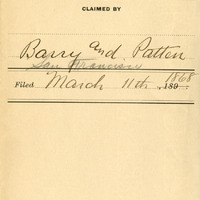 CLAIMED BY
Barry and Patten
San Francisco
Filed March 11th 1868 189